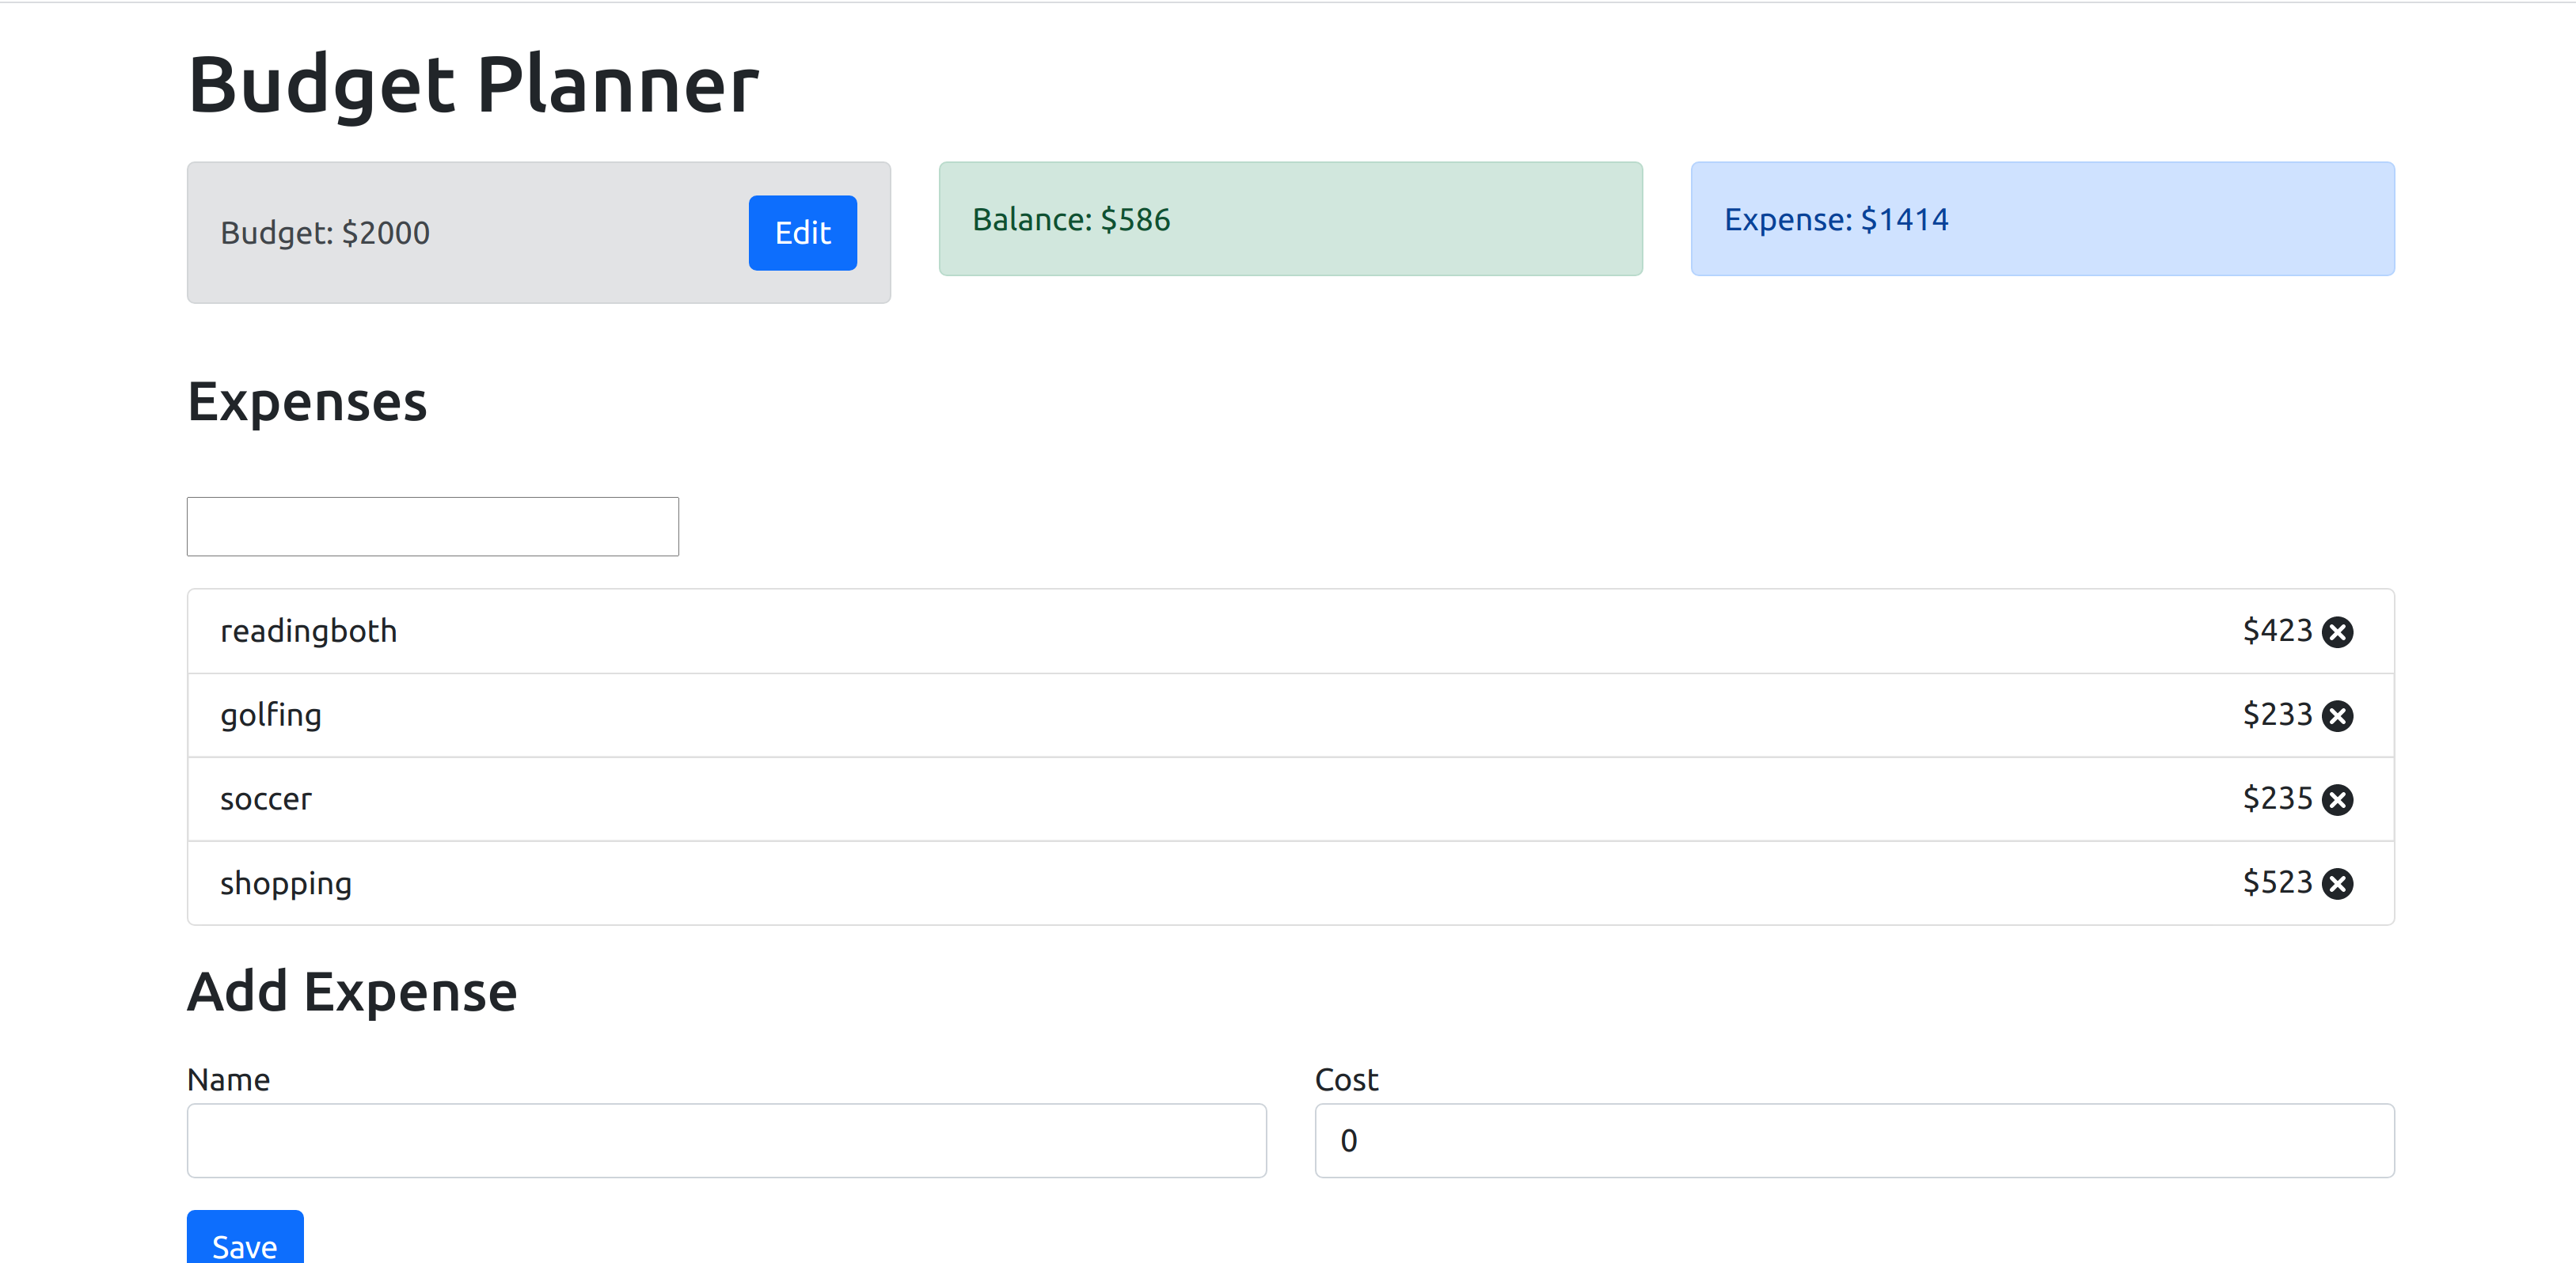 Budget Planner
Budget: $2000 Edit
Balance: $586
Expense: $1414
Expenses
readingboth $423
golfing $233
soccer $235
shopping $523
Add Expense
Name Cost
0
Save